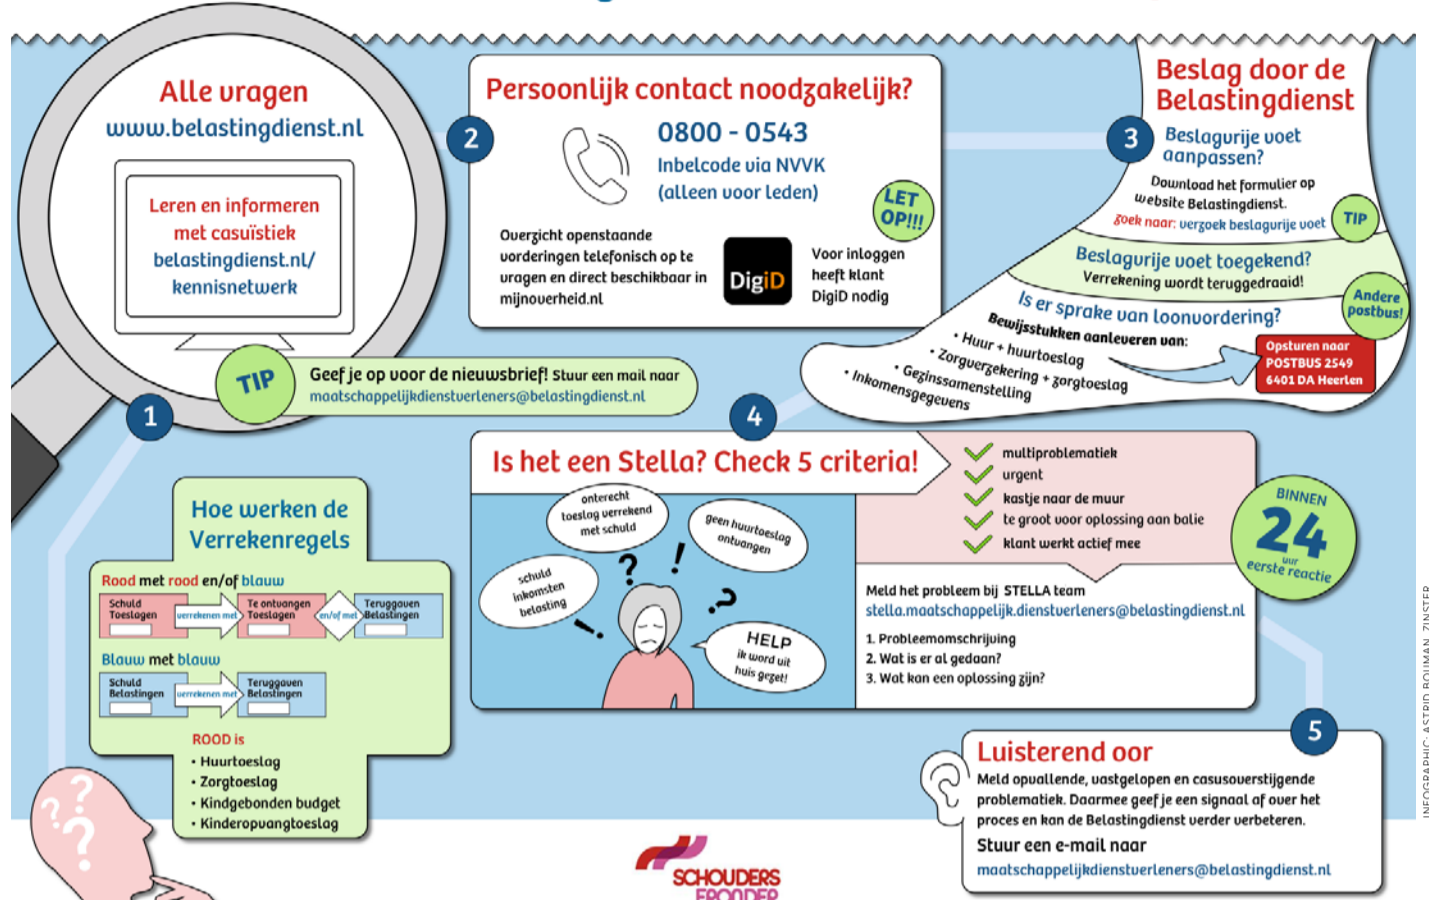 Alle vragen
www.belastingdienst.nl
Leren en informeren
met casuïstiek
belastingdienst.nl/
kennisnetwerk
TIP
Geef je op voor de nieuwsbrief! Stuur een mail naar
maatschappelijkdienstverleners@belastingdienst.nl
1
Hoe werken de
Verrekenregels
Rood met rood en/of blauw
Schuld
Toeslagen
verrekenen met
Te ontvangen
Toeslagen
en/of met
Teruggaven
Belastingen
Blauw met blauw
Schuld
Belastingen
verrekenen met
Teruggaven
Belastingen
ROOD is
• Huurtoeslag
• Zorgtoeslag
• Kindgebonden budget
• Kinderopvangtoeslag
? ? ?
2
Persoonlijk contact noodzakelijk?
0800 - 0543
Inbelcode via NVVK
(alleen voor leden)
LET
OP!!!
Overzicht openstaande
vorderingen telefonisch op te
vragen en direct beschikbaar in
mijnoverheid.nl
DigiD
Voor inloggen
heeft klant
DigiD nodig
3
Beslag door de
Belastingdienst
Beslagvrije voet
aanpassen?
Download het formulier op
website Belastingdienst.
zoek naar: verzoek beslagvrije voet
TIP
Beslagvrije voet toegekend?
Verrekening wordt teruggedraaid!
Is er sprake van loonvordering?
Bewijsstukken aanleveren van:
• Huur + huurtoeslag
• Zorgverzekering + zorgtoeslag
• Gezinssamenstelling
• Inkomensgegevens
Andere
postbus!
Opsturen naar
POSTBUS 2549
6401 DA Heerlen
4
Is het een Stella? Check 5 criteria!
multiproblematiek
urgent
kastje naar de muur
te groot voor oplossing aan balie
klant werkt actief mee
BINNEN
24
uur
eerste reactie
onterecht
toeslag verrekend
met schuld
geen huurtoeslag
ontvangen
schuld
inkomsten
belasting
? ! ? !
HELP
ik word uit
huis gezet!
Meld het probleem bij STELLA team
stella.maatschappelijk.dienstverleners@belastingdienst.nl
1. Probleemomschrijving
2. Wat is er al gedaan?
3. Wat kan een oplossing zijn?
5
Luisterend oor
Meld opvallende, vastgelopen en casusoverstijgende
problematiek. Daarmee geef je een signaal af over het
proces en kan de Belastingdienst verder verbeteren.
Stuur een e-mail naar
maatschappelijkdienstverleners@belastingdienst.nl
SCHOUDERS
ERONDER
INFOGRAPHIC: ASTRID BOUMAN, ZINSTER